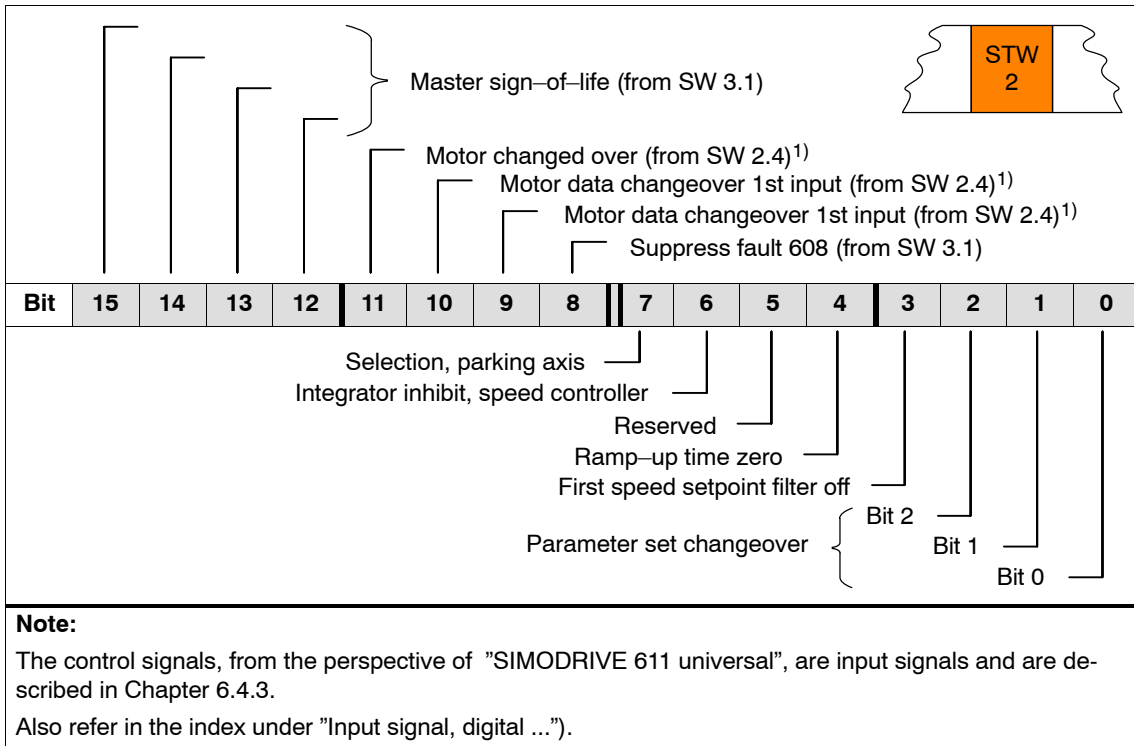 STW
2
Master sign–of–life (from SW 3.1)
Motor changed over (from SW 2.4)1)
Motor data changeover 1st input (from SW 2.4)1)
Motor data changeover 1st input (from SW 2.4)1)
Suppress fault 608 (from SW 3.1)
Bit 15 14 13 12 11 10 9 8 7 6 5 4 3 2 1 0
Selection, parking axis
Integrator inhibit, speed controller
Reserved
Ramp–up time zero
First speed setpoint filter off
Bit 2
Parameter set changeover
Bit 1
Bit 0
Note:
The control signals, from the perspective of ”SIMODRIVE 611 universal”, are input signals and are de-
scribed in Chapter 6.4.3.
Also refer in the index under ”Input signal, digital ...”).